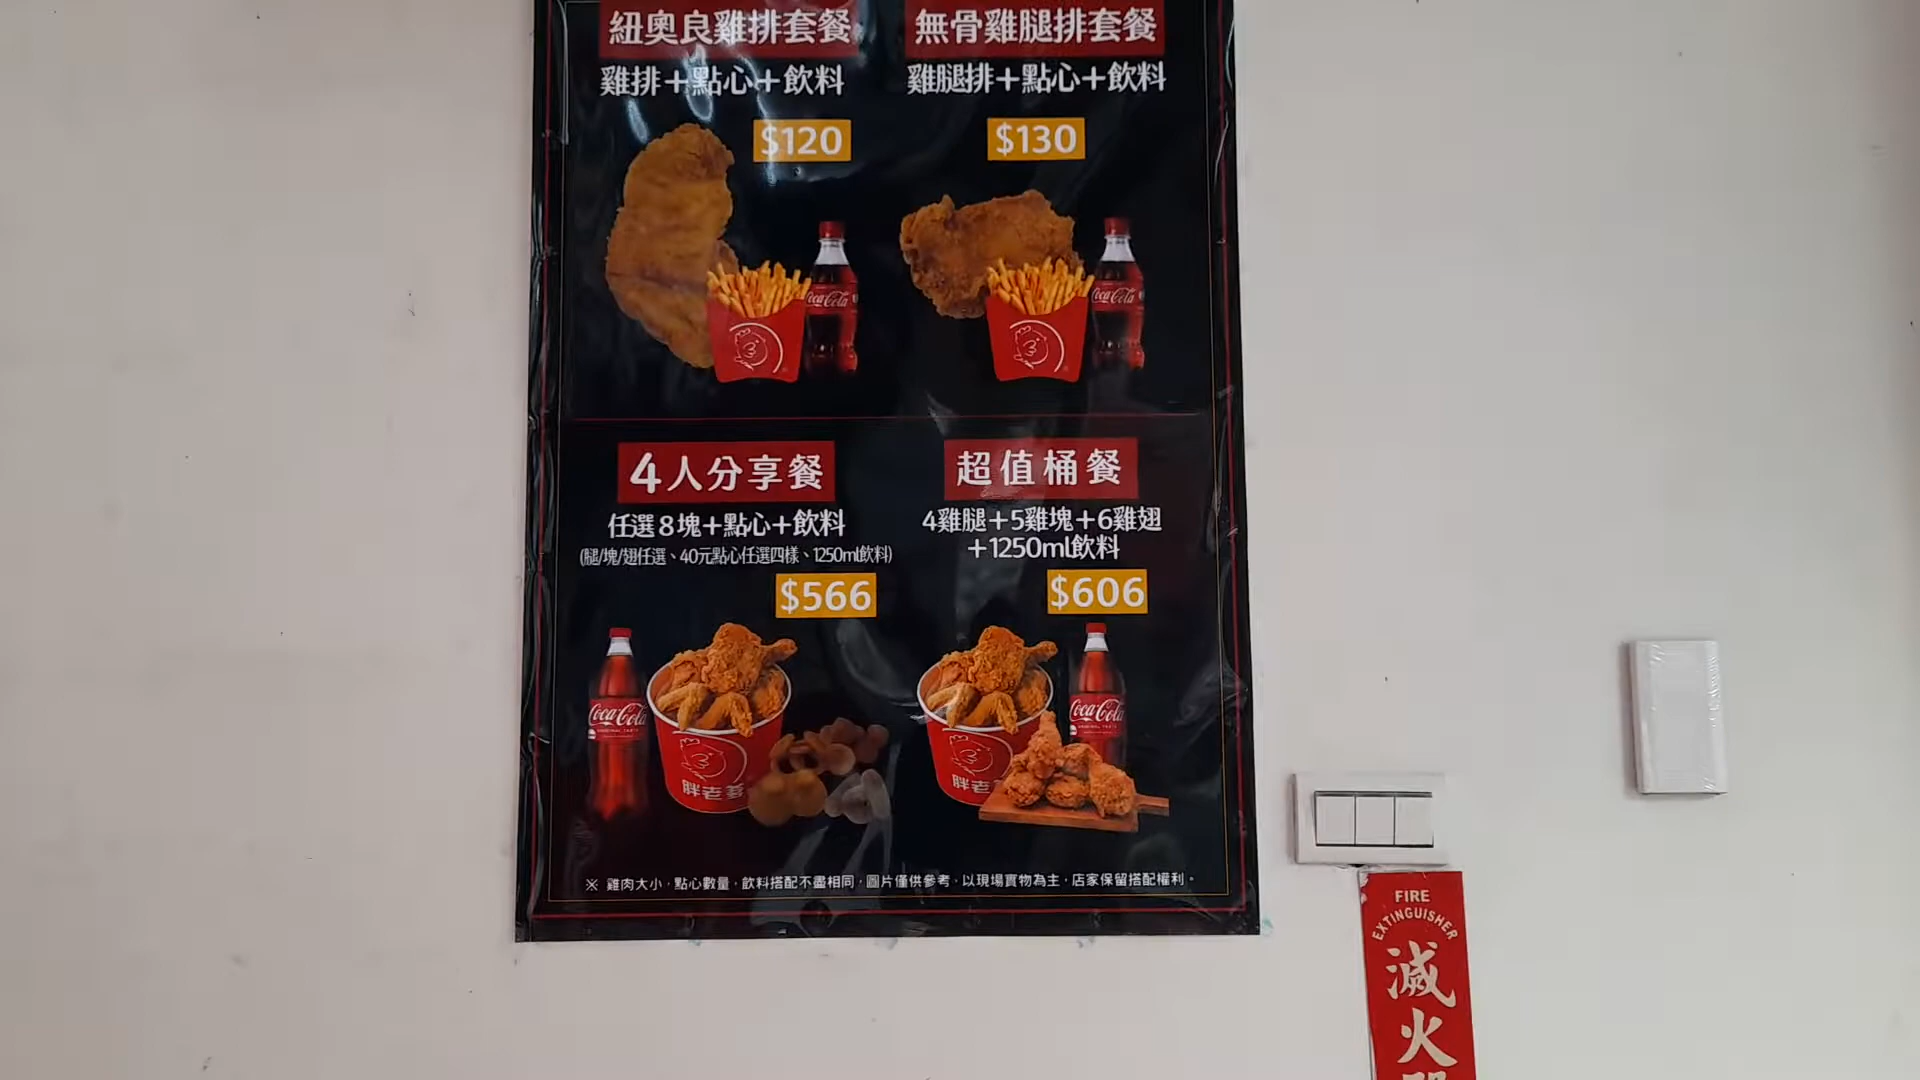 紐奧良雞排套餐
雞排＋點心＋飲料
$120
Coca-Cola
無骨雞腿排套餐
雞腿排＋點心＋飲料
$130
Coca-Cola
4人分享餐
任選8塊＋點心＋飲料
(腿/塊/翅任選、40元點心任選四樣、1250ml飲料)
$566
Coca-Cola
胖老爹
超值桶餐
4雞腿＋5雞塊＋6雞翅
＋1250ml飲料
$606
Coca-Cola
胖老
※ 雞肉大小，點心數量，飲料搭配不盡相同，圖片僅供參考，以現場實物為主，店家保留搭配權利。
FIRE
EXTINGUISHER
滅
火